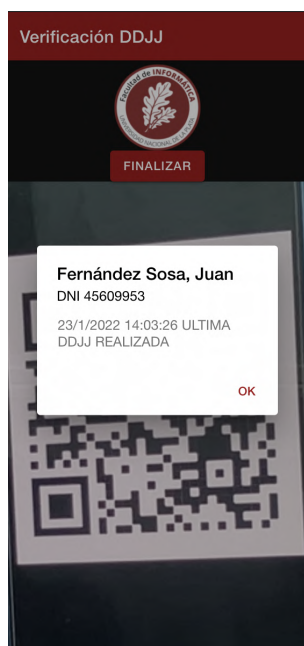 Verificación DDJJ
Facultad de INFORMÁTICA
UNIVERSIDAD NACIONAL DE LA PLATA
FINALIZAR
Fernández Sosa, Juan
DNI 45609953
23/1/2022 14:03:26 ULTIMA
DDJJ REALIZADA
OK